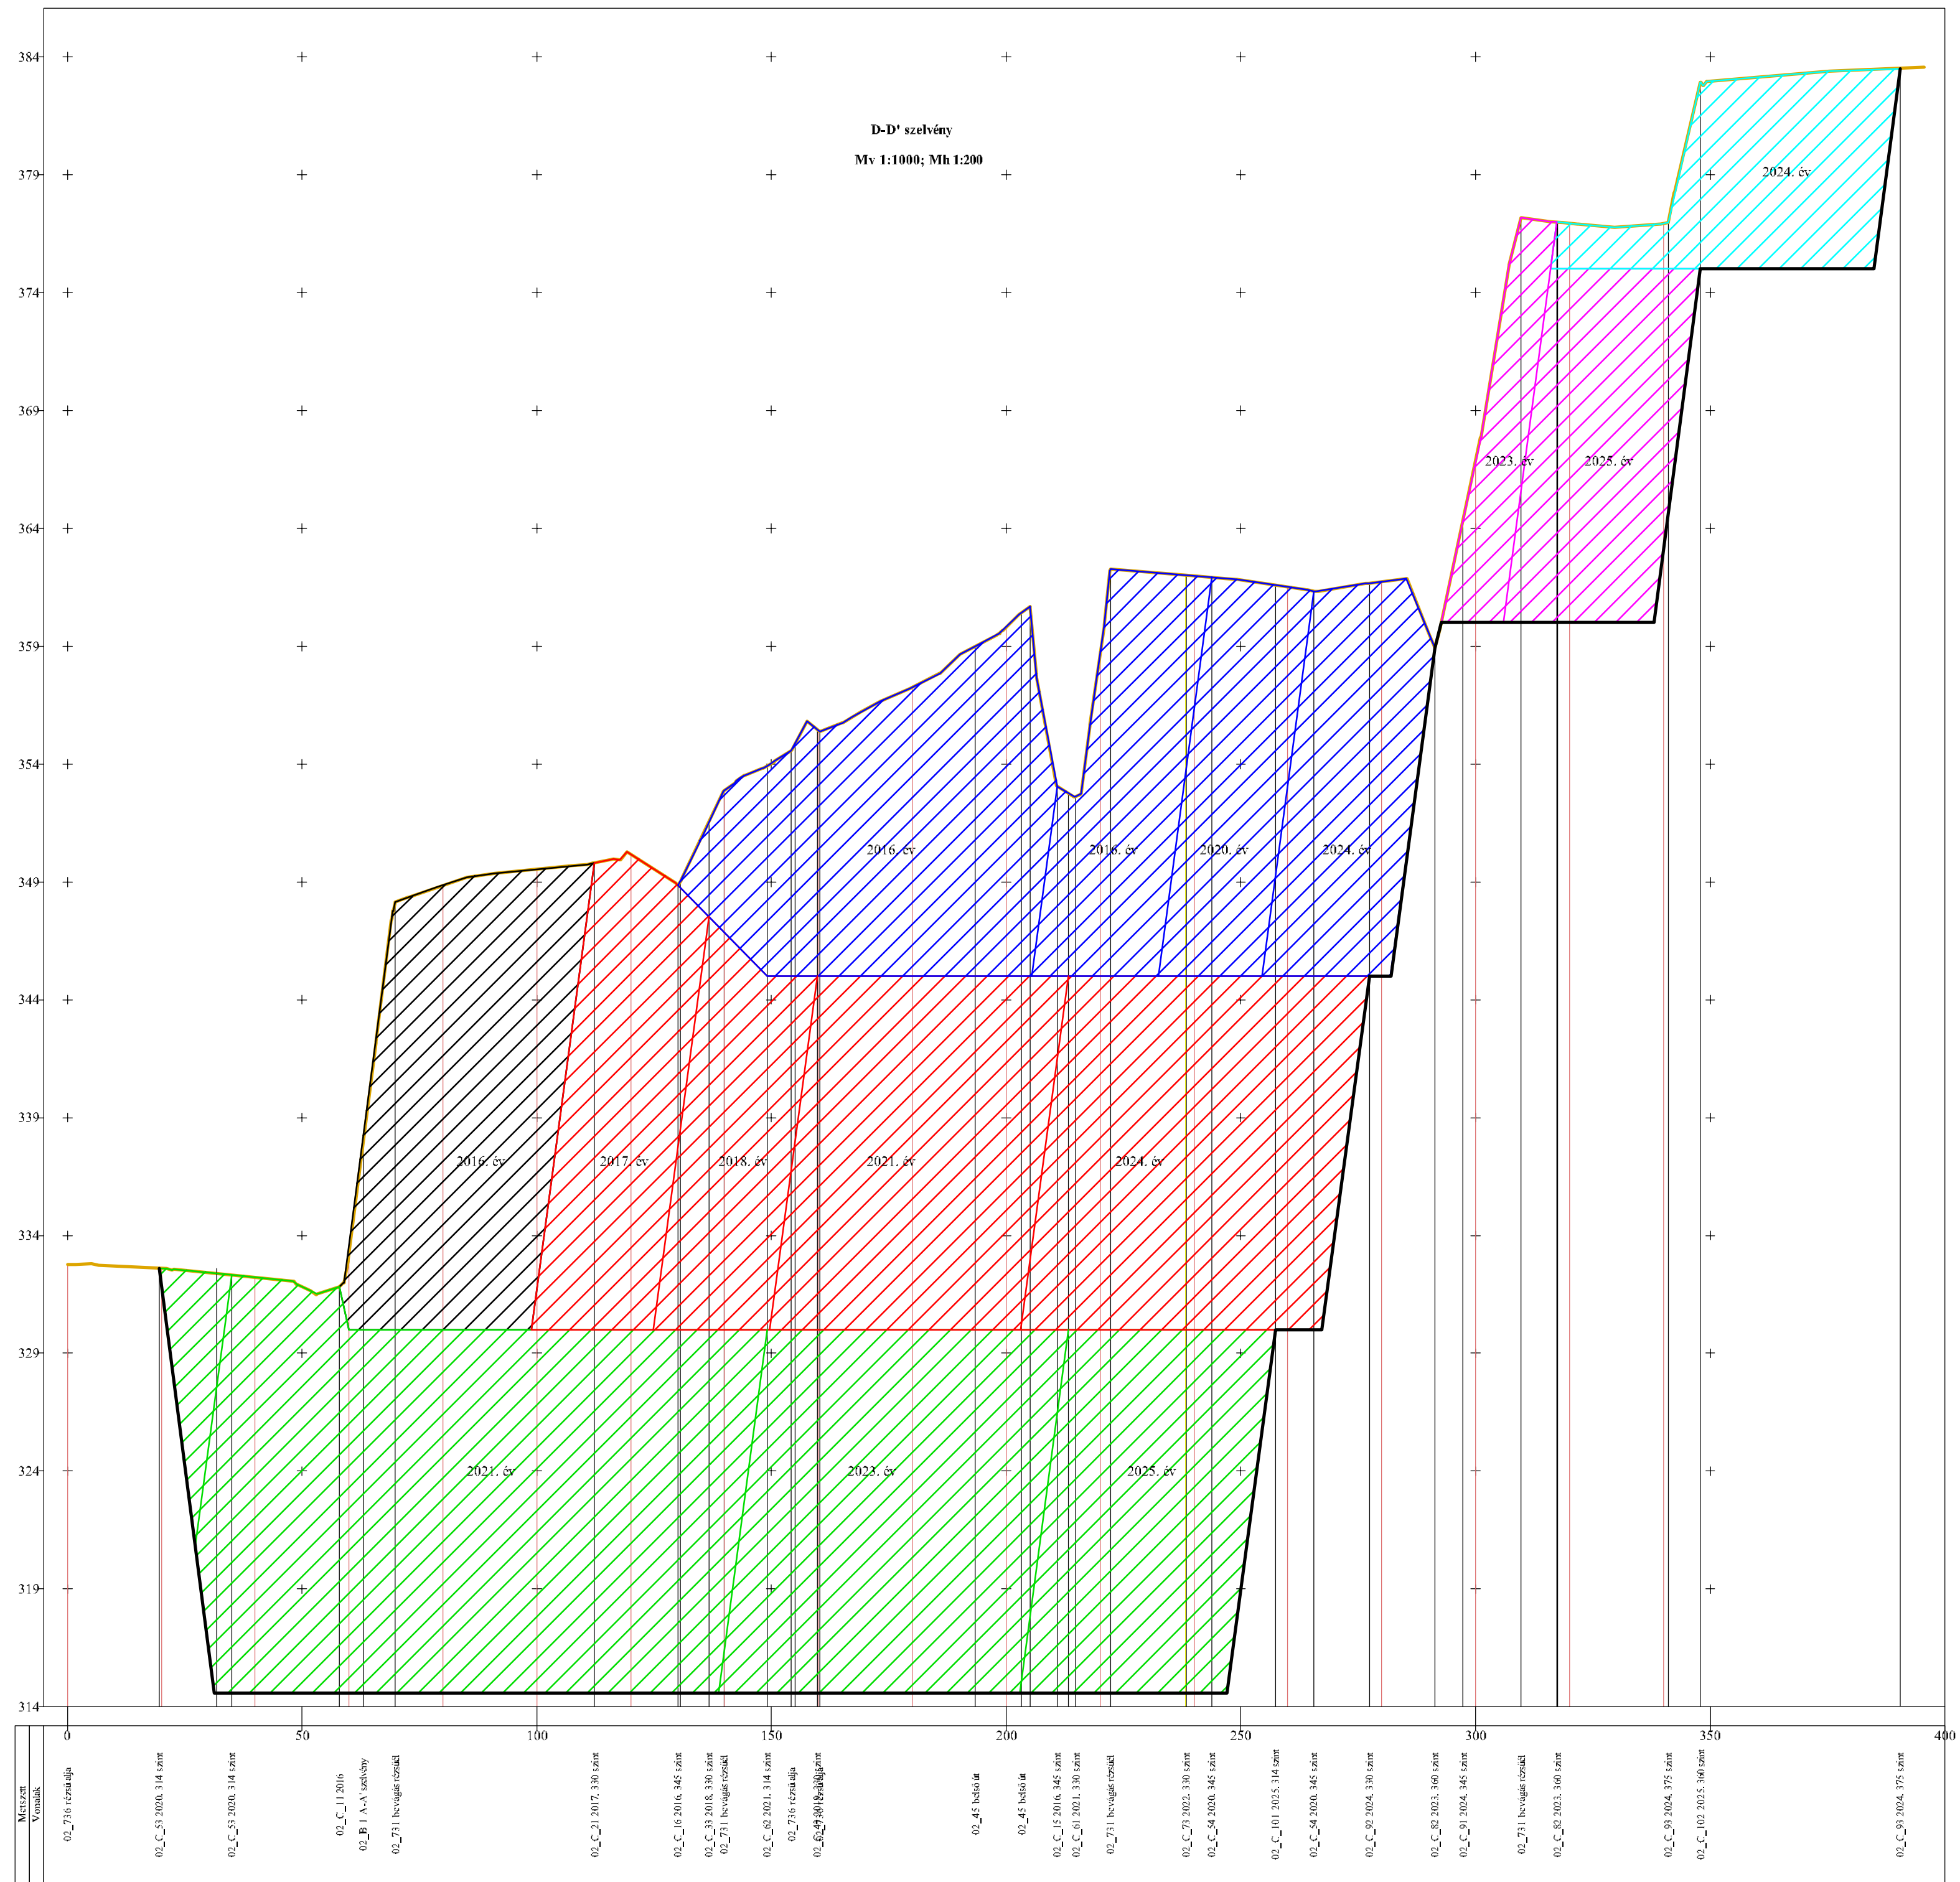 384
D-D' szelvény
Mv 1:1000; Mh 1:200
379
2024. év
374
369
2023. év
2025. év
364
359
354
2016. év
2016. év
2020. év
2024. év
349
344
339
2016. év
2017. év
2018. év
2021. év
2024. év
334
329
324
2021. év
2023. év
2025. év
319
314
0
50
100
150
200
250
300
350
400
Metszett
Vonalak
02_736 rézsü alja
02_C_53 2020, 314 szint
02_C_53 2020, 314 szint
02_C_11 2016
02_B 1 A-A' szelvény
02_731 bevágás rézsüél
02_C_21 2017, 330 szint
02_C_16 2016, 345 szint
02_C_33 2018, 330 szint
02_731 bevágás rézsüél
02_C_62 2021, 314 szint
02_736 rézsü alja
02_45 belső út
02_45 belső út
02_C_15 2016, 345 szint
02_C_61 2021, 330 szint
02_731 bevágás rézsüél
02_C_73 2022, 330 szint
02_C_54 2020, 345 szint
02_C_101 2025, 314 szint
02_C_54 2020, 345 szint
02_C_92 2024, 330 szint
02_C_82 2023, 360 szint
02_C_91 2024, 345 szint
02_731 bevágás rézsüél
02_C_82 2023, 360 szint
02_C_93 2024, 375 szint
02_C_102 2025, 360 szint
02_C_93 2024, 375 szint